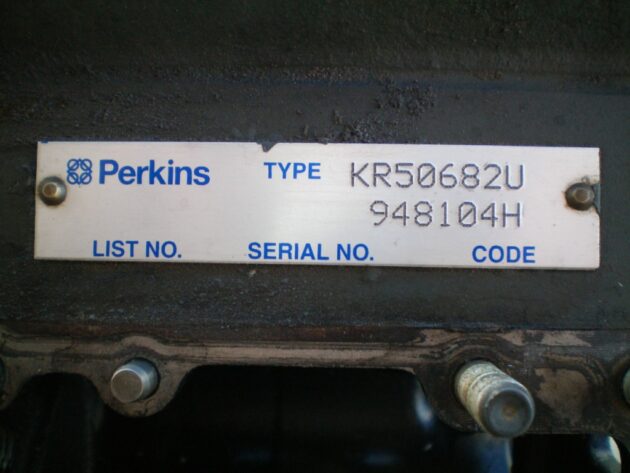 Perkins TYPE KR50682U
948104H
LIST NO. SERIAL NO. CODE